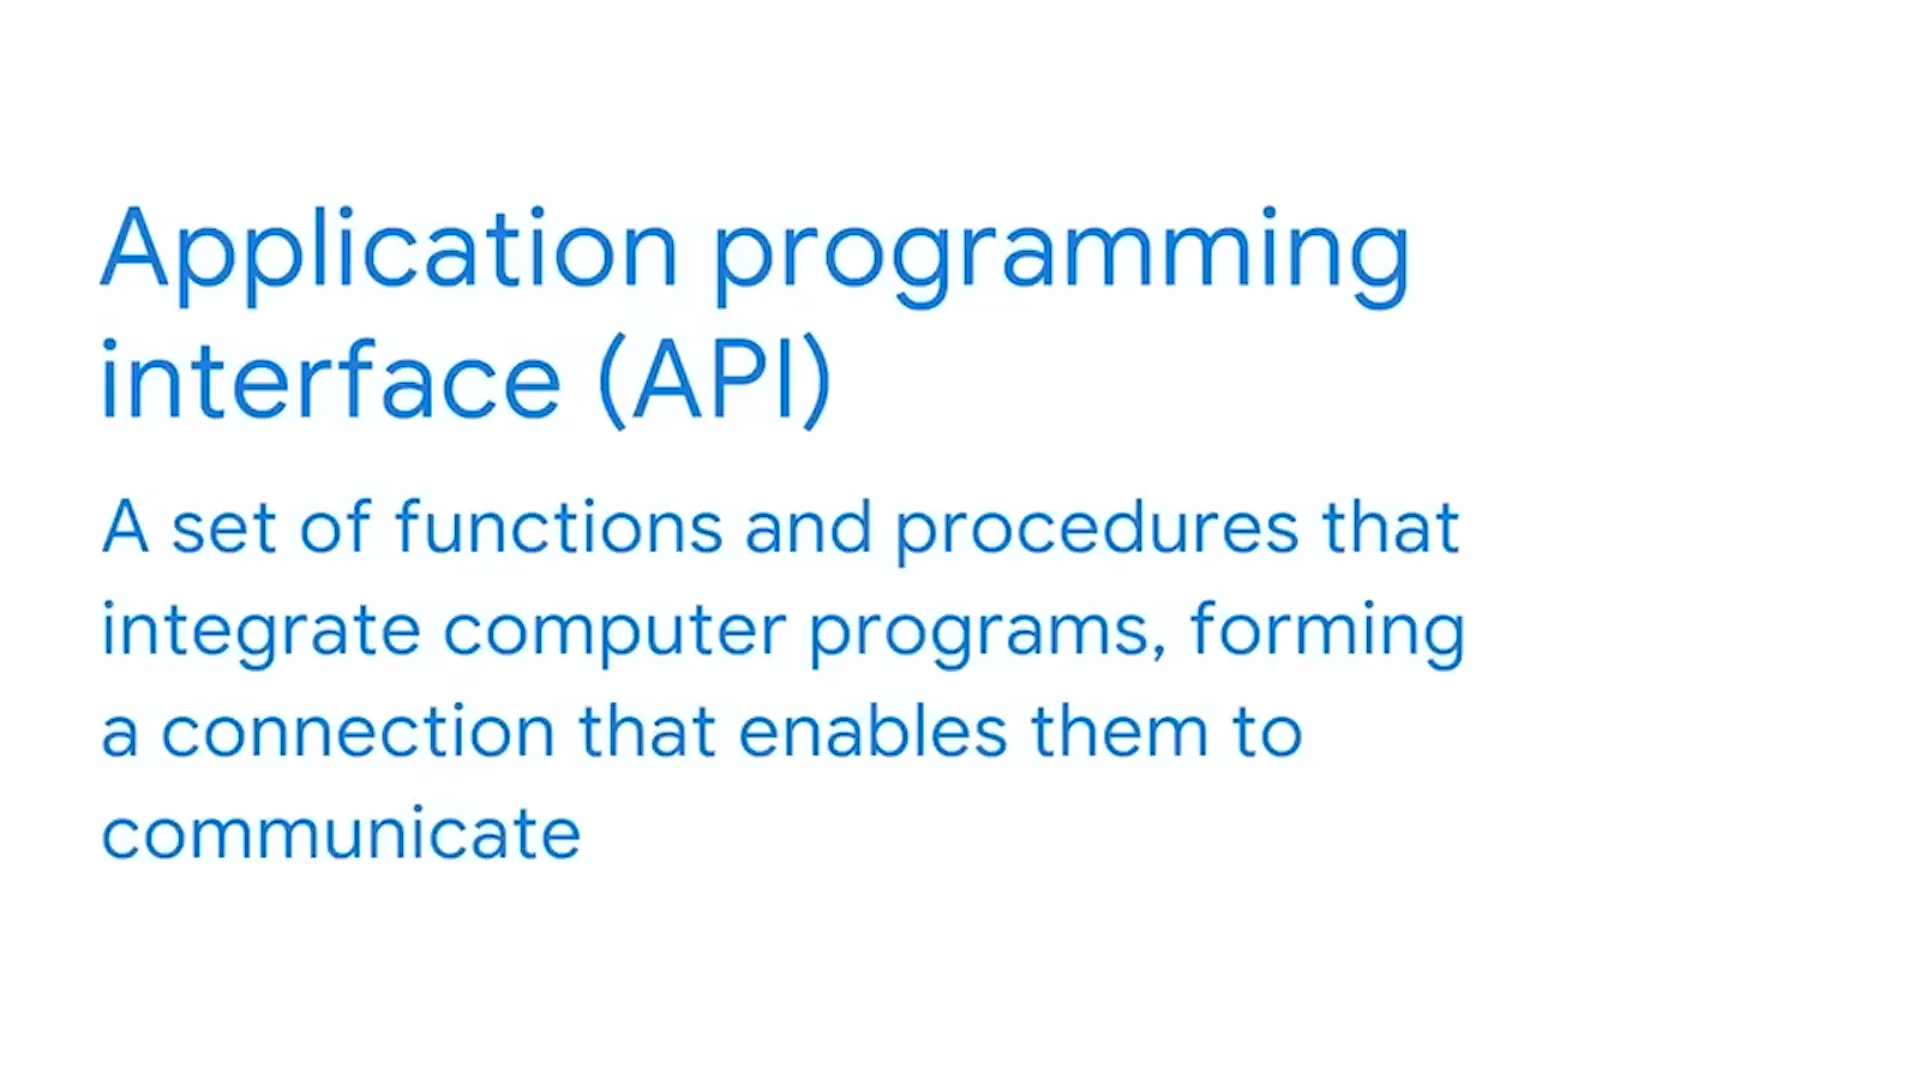 Application programming
interface (API)
A set of functions and procedures that
integrate computer programs, forming
a connection that enables them to
communicate